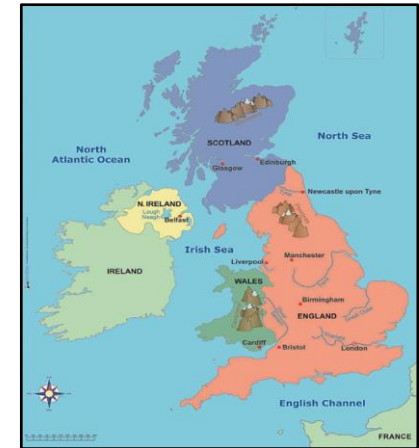 North
Atlantic Ocean
North Sea
SCOTLAND
Edinburgh
Glasgow
Newcastle upon Tyne
N. IRELAND
Lough
Neagh
Belfast
Irish Sea
IRELAND
Liverpool
Manchester
WALES
Birmingham
ENGLAND
Cardiff
Bristol
London
English Channel
FRANCE